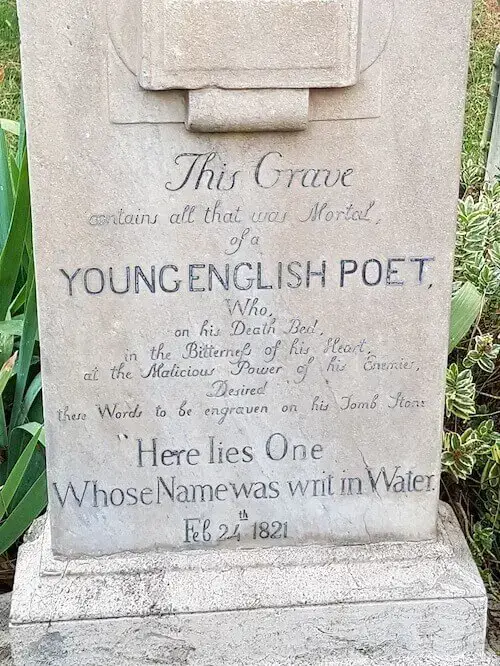 This Grave
contains all that was Mortal,
of a
YOUNG ENGLISH POET,
Who,
on his Death Bed,
in the Bitterneſs of his Heart,
at the Malicious Power of his Enemies,
Desired
these Words to be engraven on his Tomb Stone
"Here lies One
Whose Name was writ in Water.
Feb 24th 1821